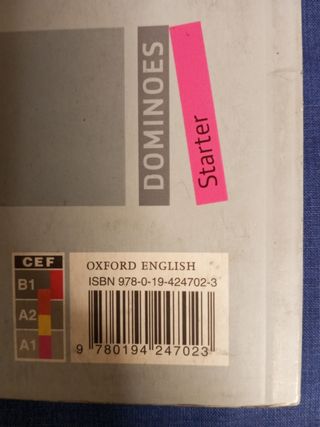 DOMINOES
Starter
CEF
B1
A2
A1
OXFORD ENGLISH
ISBN 978-0-19-424702-3
9 780194 247023